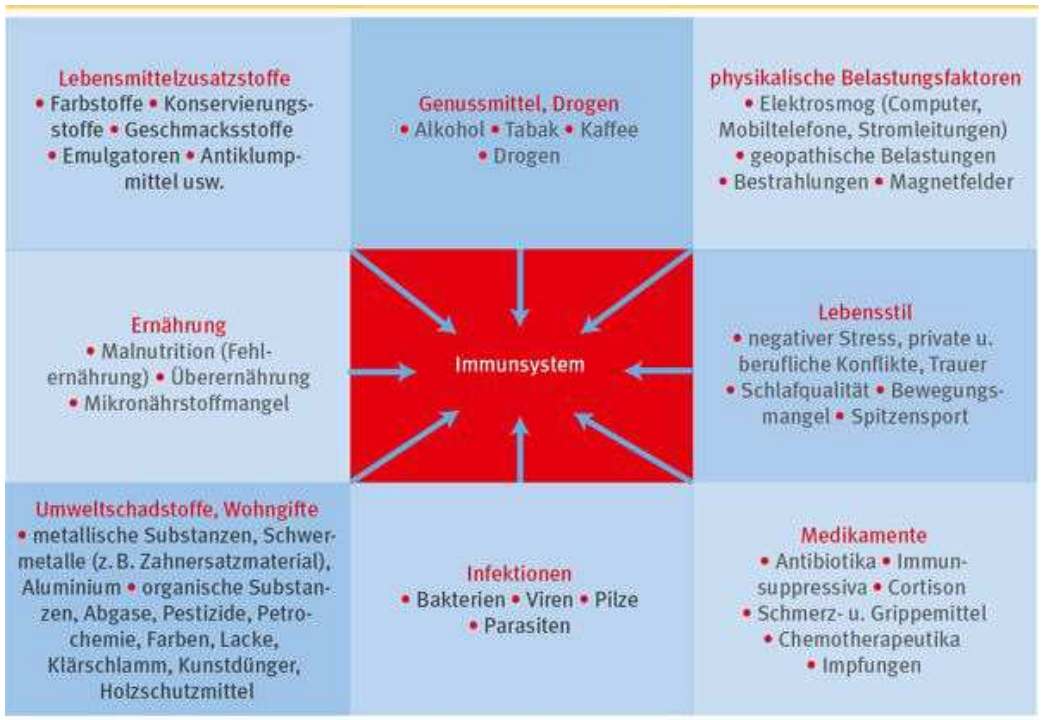 Lebensmittelzusatzstoffe
• Farbstoffe • Konservierungs-
stoffe • Geschmacksstoffe
• Emulgatoren • Antiklump-
mittel usw.
Genussmittel, Drogen
• Alkohol • Tabak • Kaffee
• Drogen
physikalische Belastungsfaktoren
• Elektrosmog (Computer,
Mobiltelefone, Stromleitungen)
• geopathische Belastungen
• Bestrahlungen • Magnetfelder
Ernährung
• Malnutrition (Fehl-
ernährung) • Überernährung
• Mikronährstoffmangel
Immunsystem
Lebensstil
• negativer Stress, private u.
berufliche Konflikte, Trauer
• Schlafqualität • Bewegungs-
mangel • Spitzensport
Umweltschadstoffe, Wohngifte
• metallische Substanzen, Schwer-
metalle (z. B. Zahnersatzmaterial),
Aluminium • organische Substan-
zen, Abgase, Pestizide, Petro-
chemie, Farben, Lacke,
Klärschlamm, Kunstdünger,
Holzschutzmittel
Infektionen
• Bakterien • Viren • Pilze
• Parasiten
Medikamente
• Antibiotika • Immun-
suppressiva • Cortison
• Schmerz- u. Grippemittel
• Chemotherapeutika
• Impfungen